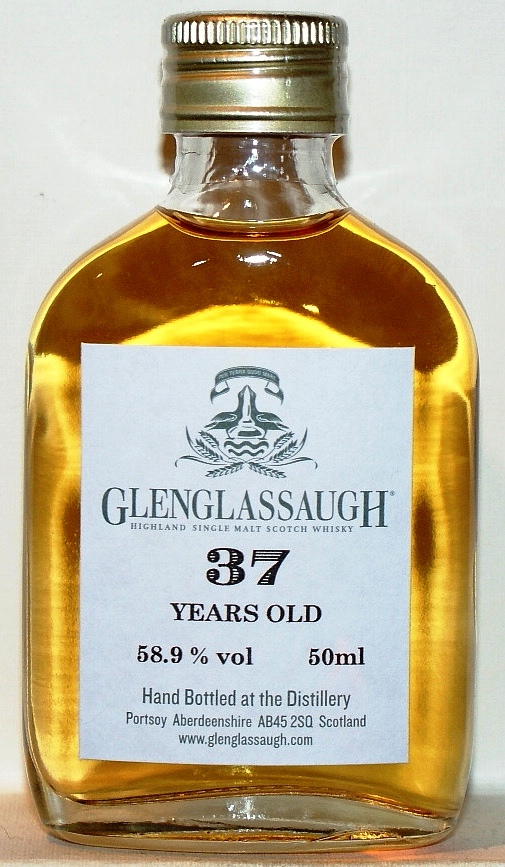 GLENGLASSAUGH®
HIGHLAND SINGLE MALT SCOTCH WHISKY
37
YEARS OLD
58.9 % vol 50ml
Hand Bottled at the Distillery
Portsoy Aberdeenshire AB45 2SQ Scotland
www.glenglassaugh.com